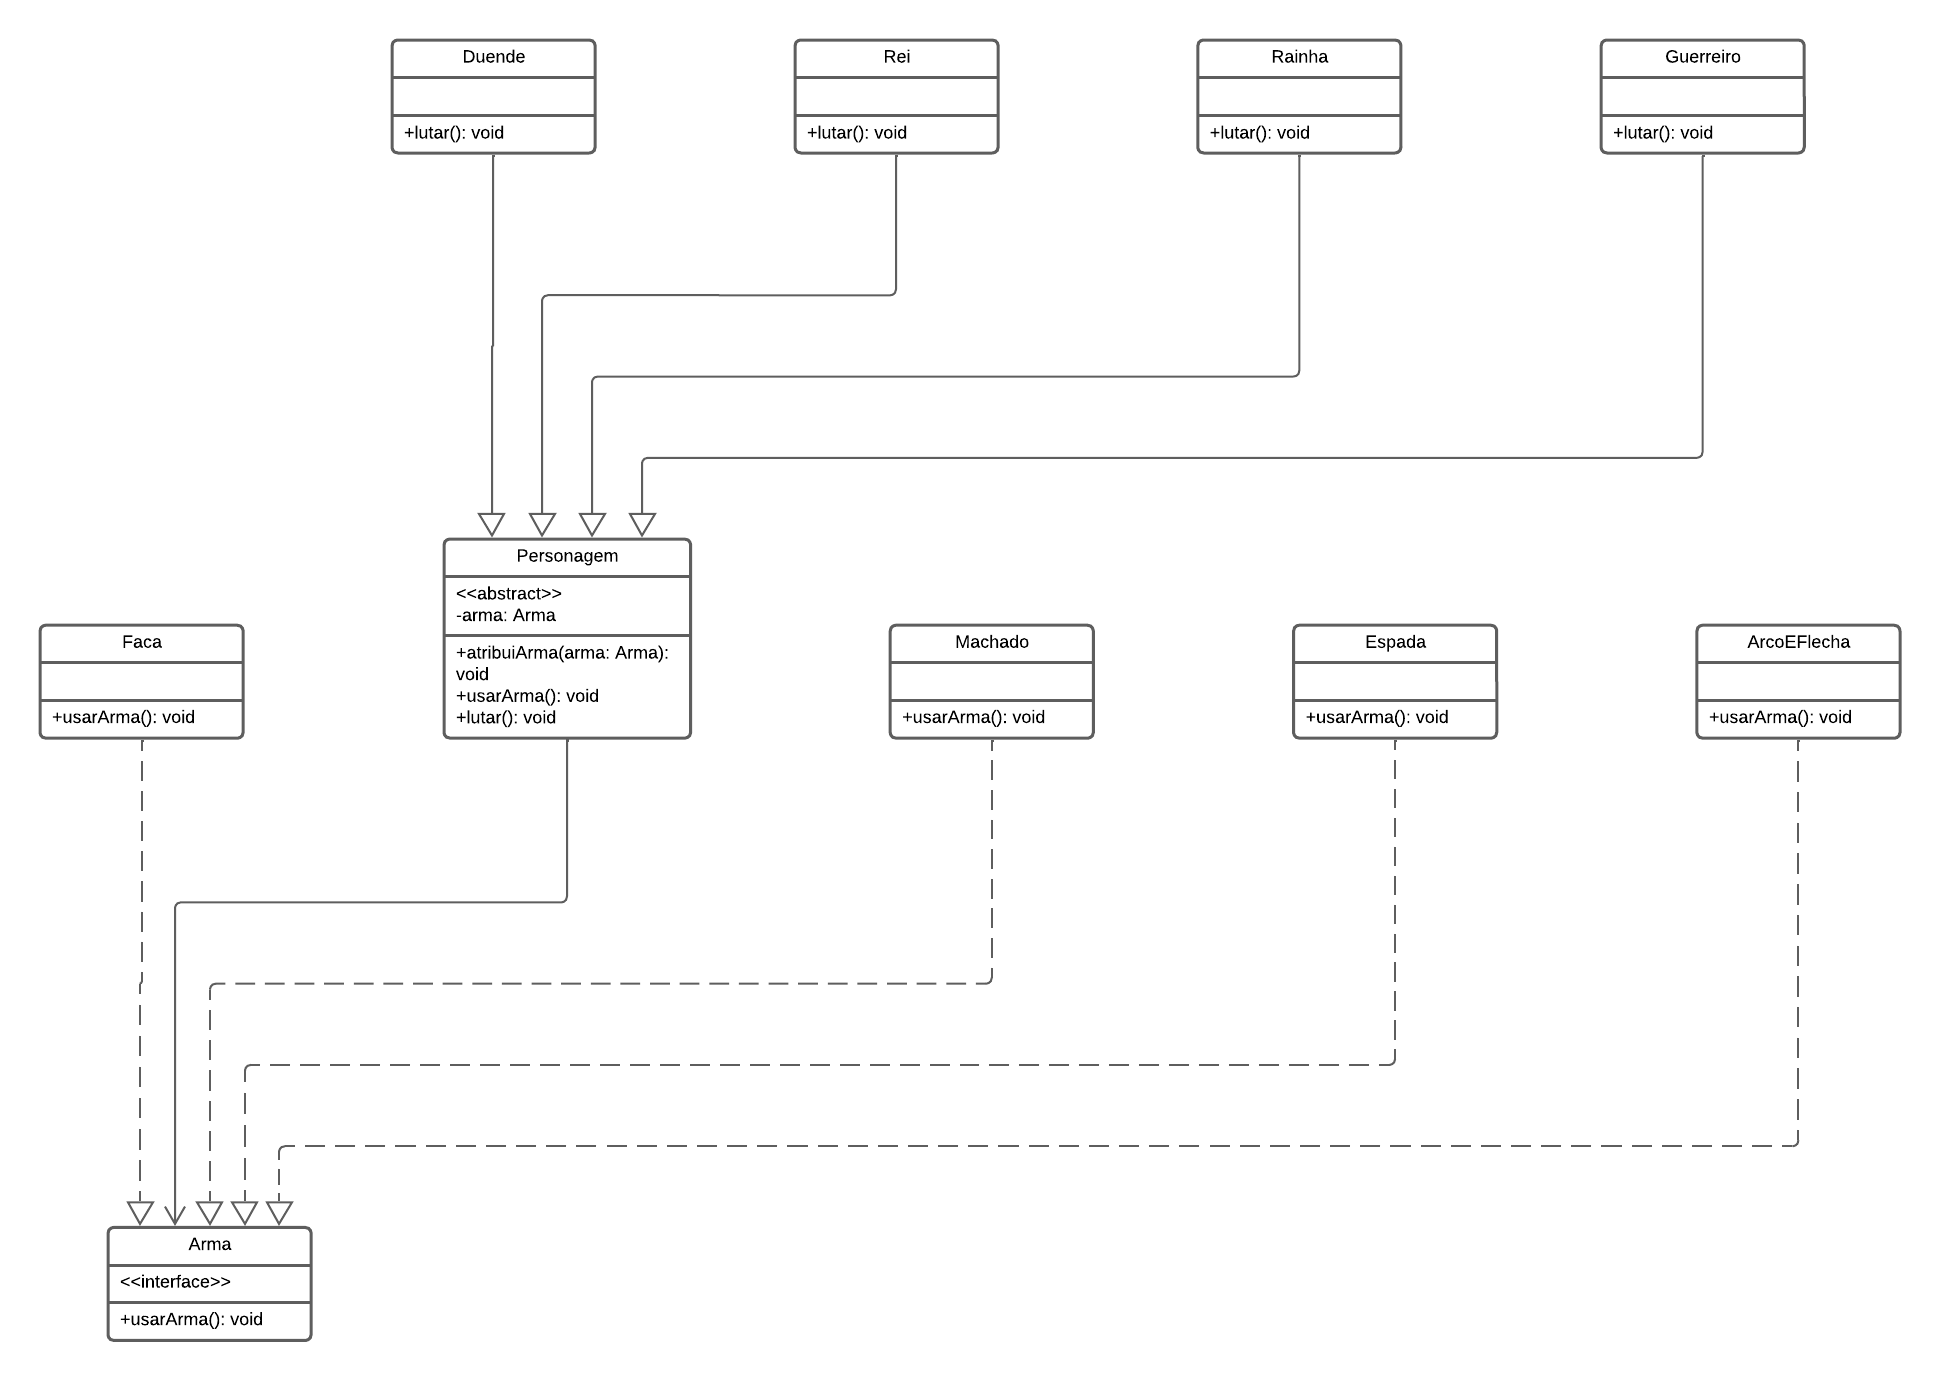 Duende
+lutar(): void
Rei
+lutar(): void
Rainha
+lutar(): void
Guerreiro
+lutar(): void
Personagem
<<abstract>>
-arma: Arma
+atribuiArma(arma: Arma):
void
+usarArma(): void
+lutar(): void
Faca
+usarArma(): void
Machado
+usarArma(): void
Espada
+usarArma(): void
ArcoEFlecha
+usarArma(): void
Arma
<<interface>>
+usarArma(): void